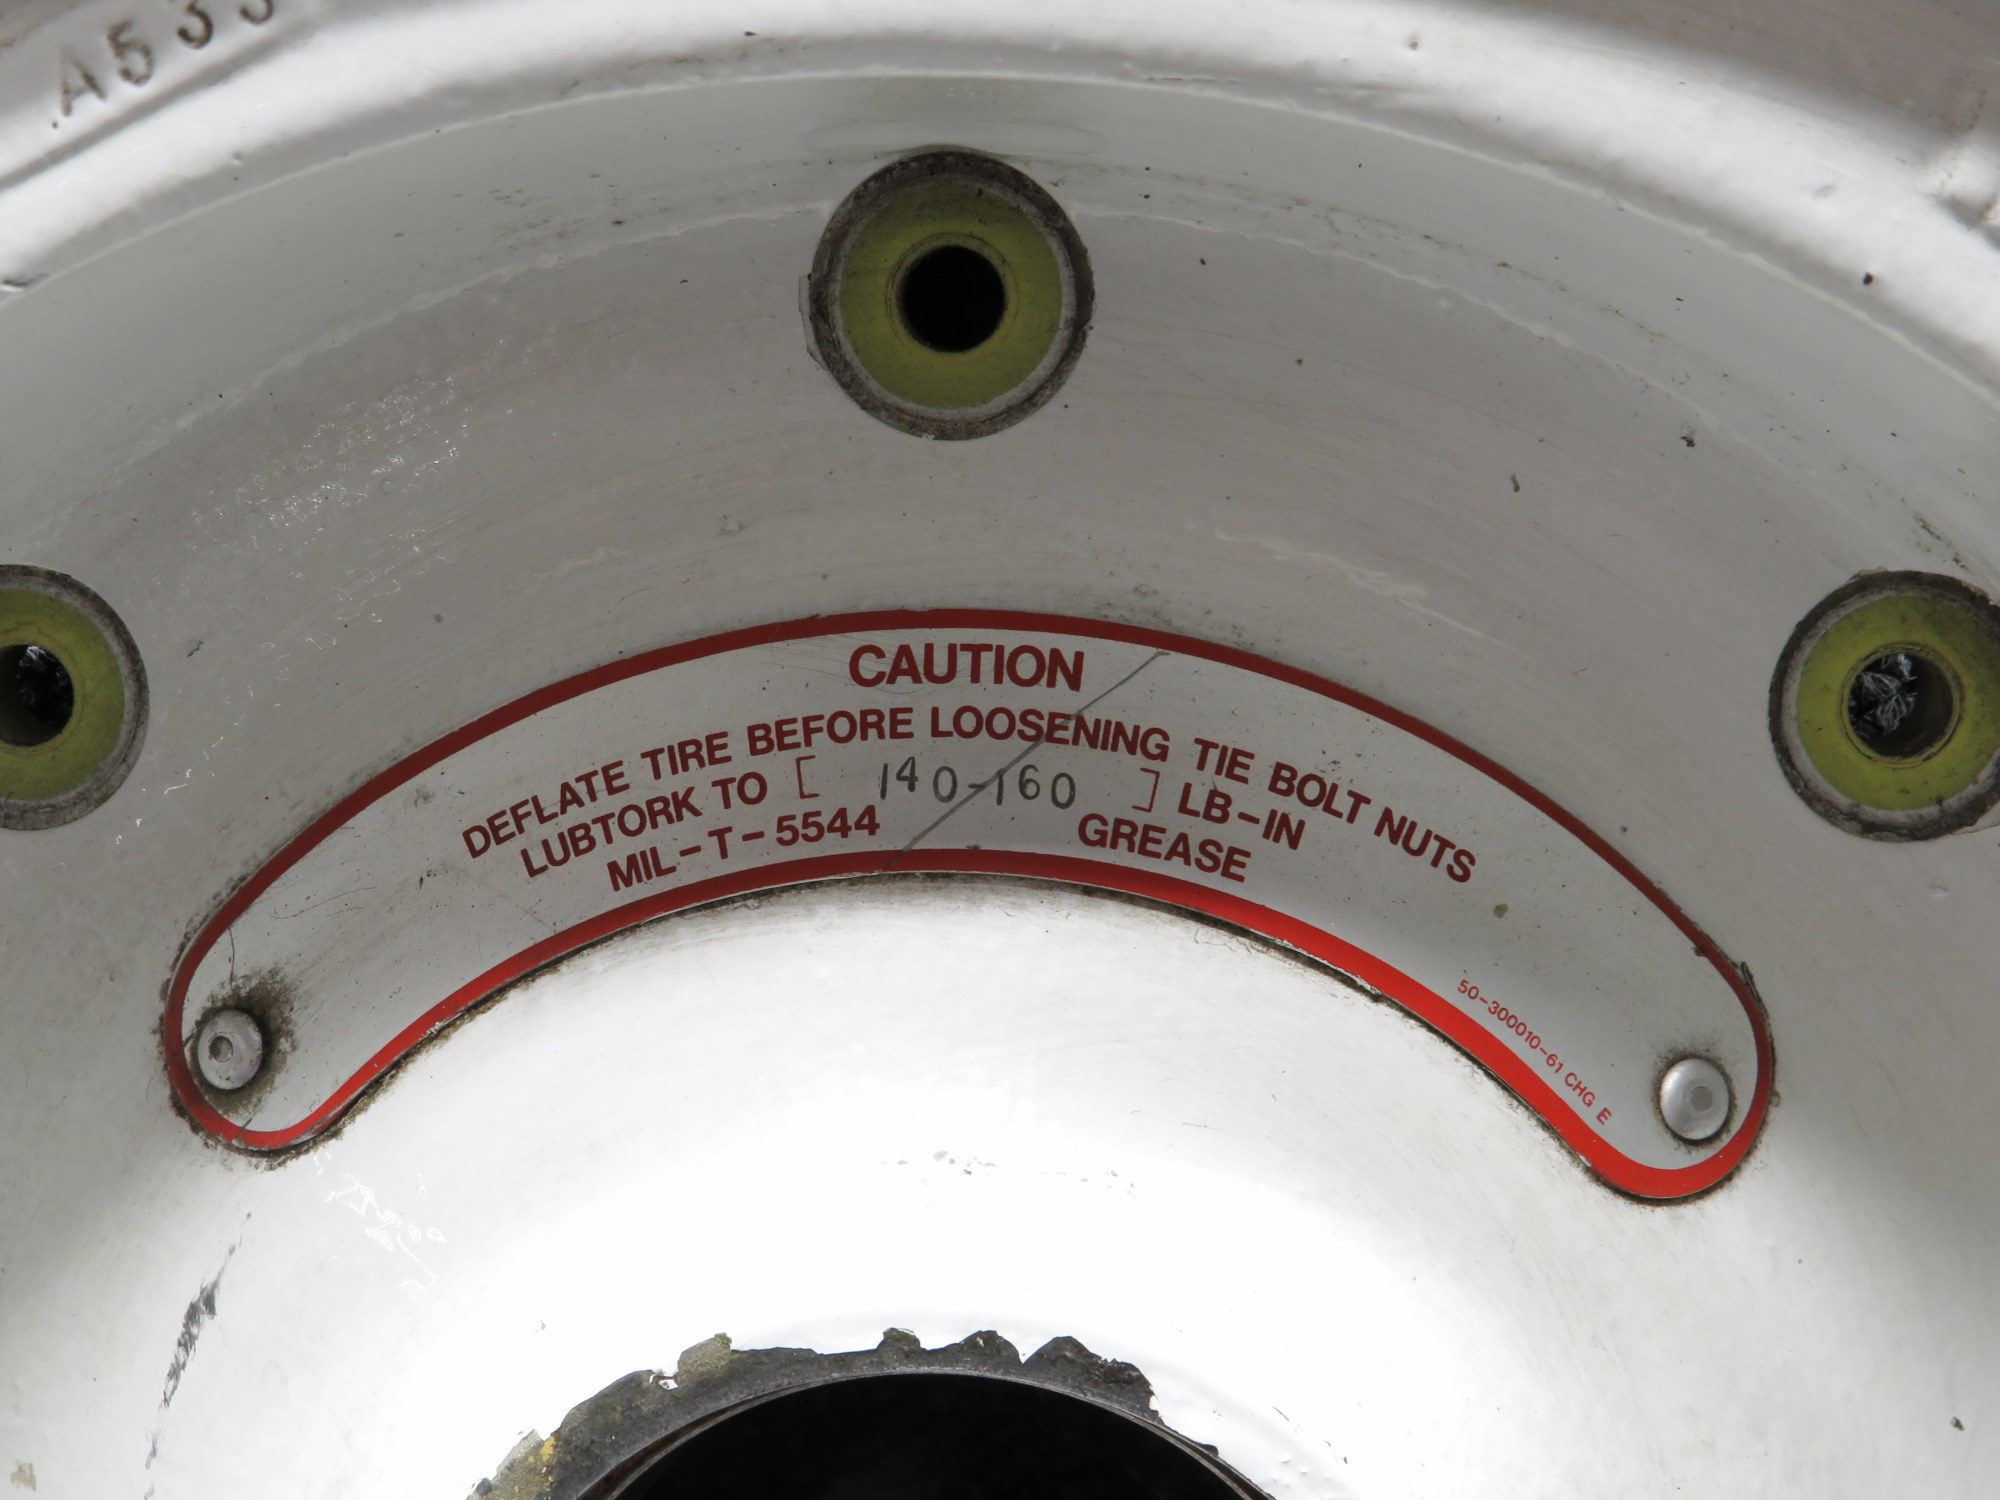 A533
CAUTION
DEFLATE TIRE BEFORE LOOSENING TIE BOLT NUTS
LUBTORK TO [ 140-160 ] LB-IN
MIL-T-5544 GREASE
50-300010-61 CHG E